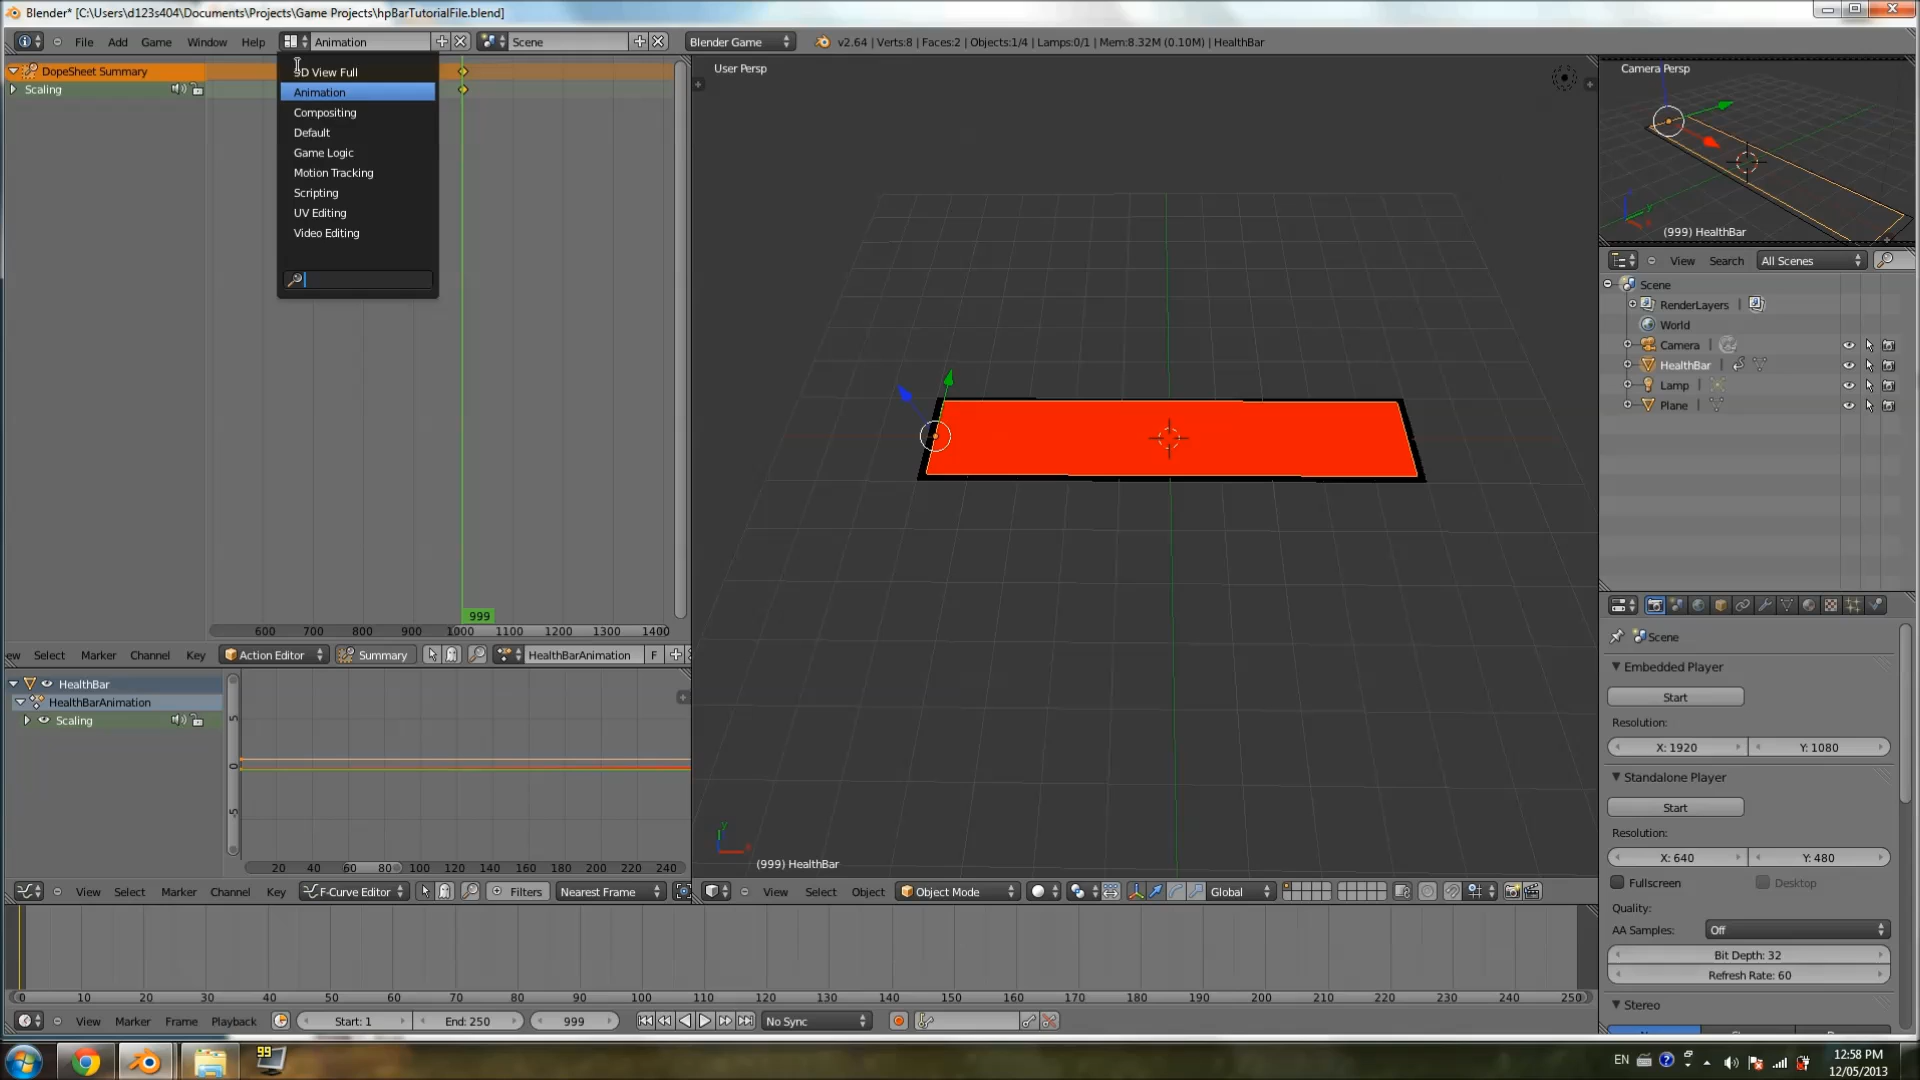 Blender* [C:\Users\d123s404\Documents\Projects\Game Projects\hpBarTutorialFile.blend]
File Add Game Window Help Animation Scene Blender Game v2.64 | Verts:8 | Faces:2 | Objects:1/4 | Lamps:0/1 | Mem:8.32M (0.10M) | HealthBar
DopeSheet Summary
Scaling
3D View Full
Animation
Compositing
Default
Game Logic
Motion Tracking
Scripting
UV Editing
Video Editing
999
600 700 800 900 1000 1100 1200 1300 1400
ew Select Marker Channel Key Action Editor Summary HealthBarAnimation F
HealthBar
HealthBarAnimation
Scaling
5
0
-5
20 40 60 80 100 120 140 160 180 200 220 240
View Select Marker Channel Key F-Curve Editor Filters Nearest Frame
User Persp
y
x
(999) HealthBar
View Select Object Object Mode Global
Camera Persp
(999) HealthBar
View Search All Scenes
Scene
RenderLayers
World
Camera
HealthBar
Lamp
Plane
Scene
Embedded Player
Start
Resolution:
X: 1920 Y: 1080
Standalone Player
Start
Resolution:
X: 640 Y: 480
Fullscreen Desktop
Quality:
AA Samples: Off
Bit Depth: 32
Refresh Rate: 60
Stereo
0 10 20 30 40 50 60 70 80 90 100 110 120 130 140 150 160 170 180 190 200 210 220 230 240 250
View Marker Frame Playback Start: 1 End: 250 999 No Sync
99
EN
12:58 PM
12/05/2013